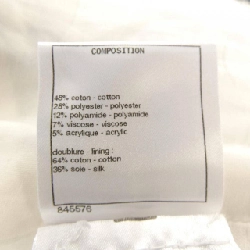 COMPOSITION
48% coton - cotton
28% polyester - polyester
12% polyamide - polyamide
7% viscose - viscose
5% acrylique - acrylic
doublure lining :
64% coton - cotton
36% soie - silk
845576